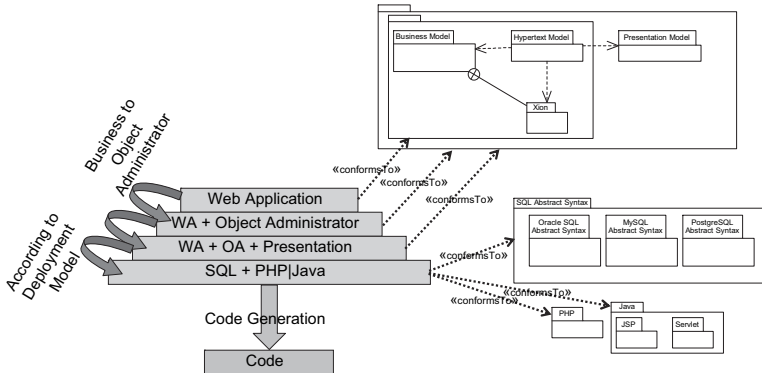 Business Model
Hypertext Model
Presentation Model
Xion
Business to
Object
Administrator
«conformsTo»
«conformsTo»
«conformsTo»
Web Application
WA + Object Administrator
WA + OA + Presentation
SQL + PHP|Java
According to
Deployment
Model
SQL Abstract Syntax
Oracle SQL
Abstract Syntax
MySQL
Abstract Syntax
PostgreSQL
Abstract Syntax
«conformsTo»
«conformsTo»
«conformsTo»
PHP
Java
JSP
Servlet
Code Generation
Code